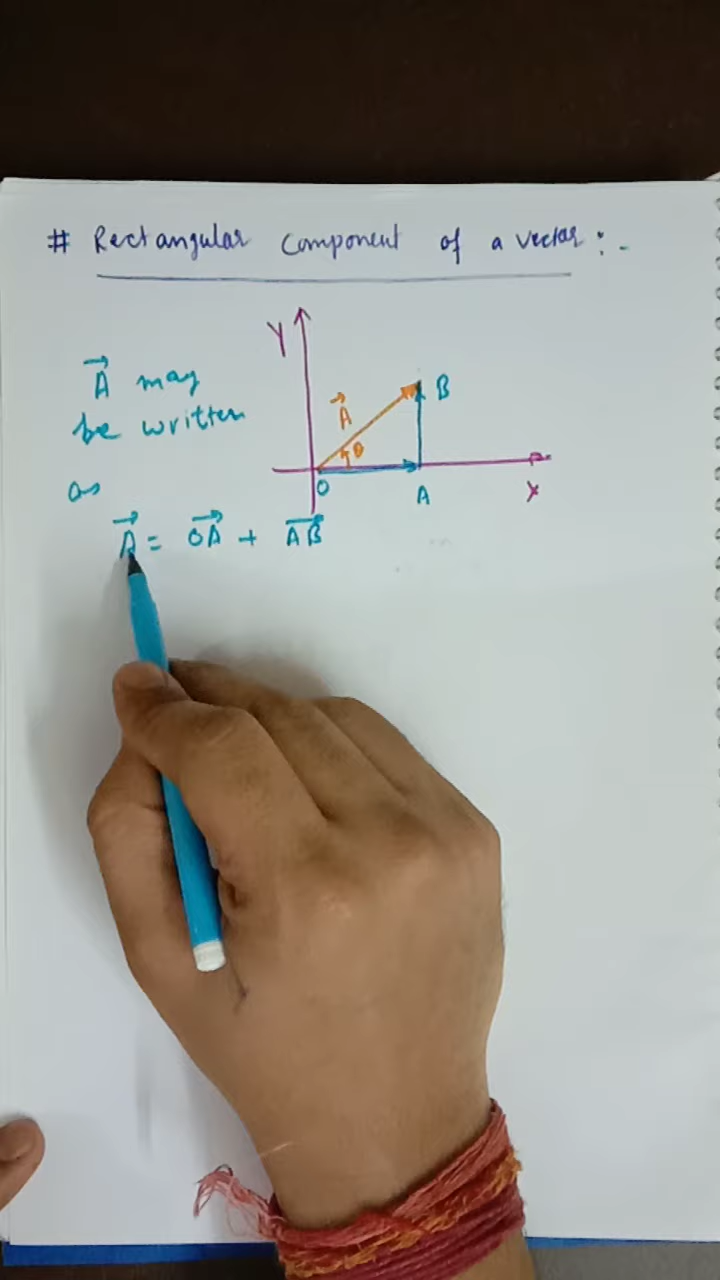 # Rectangular Component of a vector : -
Y
A⃗ may
be written
as
A⃗ = OA⃗ + AB⃗
A⃗
θ
B
O
A
X